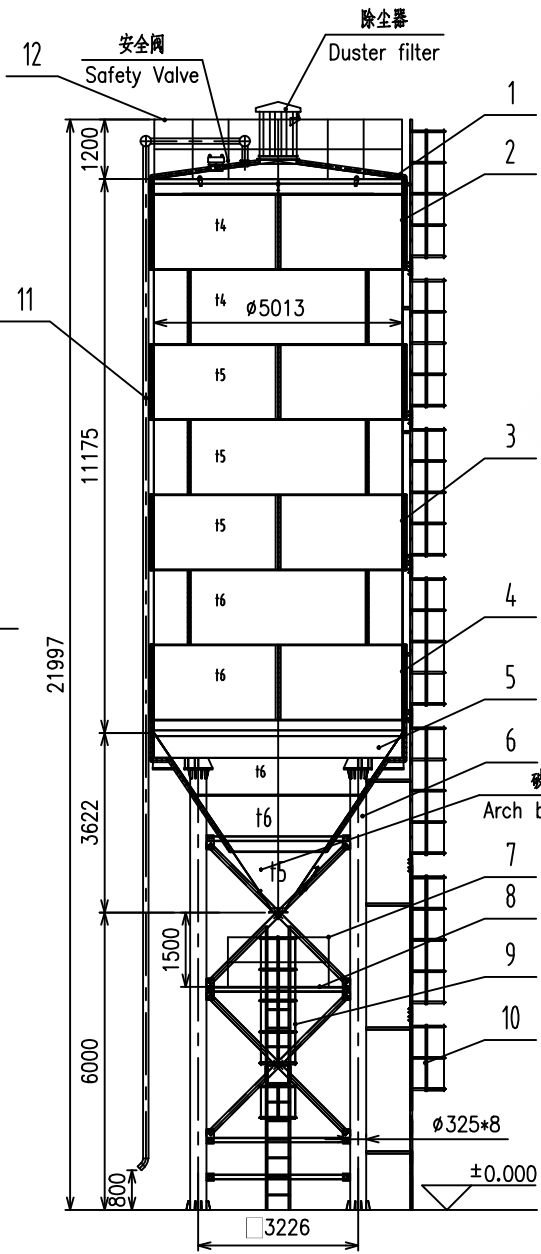 除尘器
Duster filter
安全阀
Safety Valve
12
1
2
1200
t4
t4
ø5013
11
t5
t5
11175
3
t5
t6
4
t6
21997
5
6
t6
3622
t6
Arch b
t5
7
8
1500
9
6000
10
ø325*8
±0.000
800
□3226